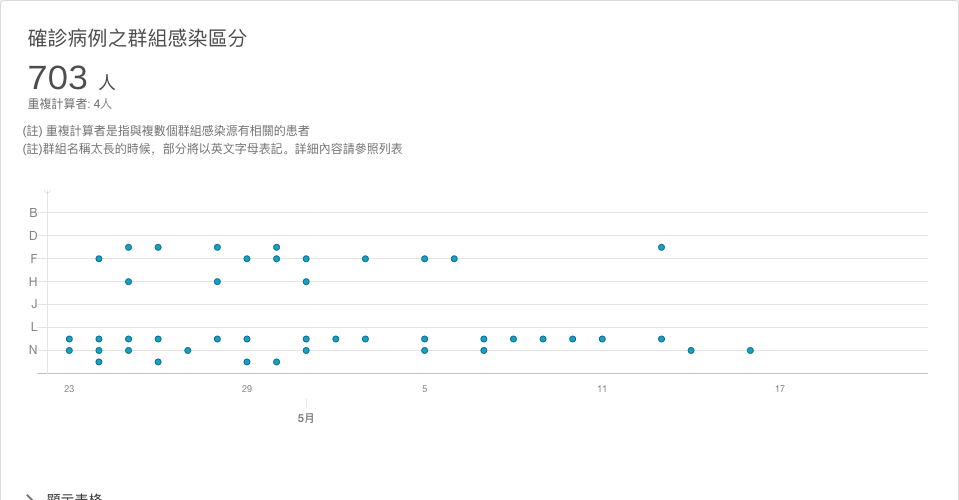 確診病例之群組感染區分
703 人
重複計算者: 4人
(註) 重複計算者是指與複數個群組感染源有相關的患者
(註)群組名稱太長的時候，部分將以英文字母表記。詳細內容請參照列表
B
D
F
H
J
L
N
23 29 5 11 17
5月
顯示表格